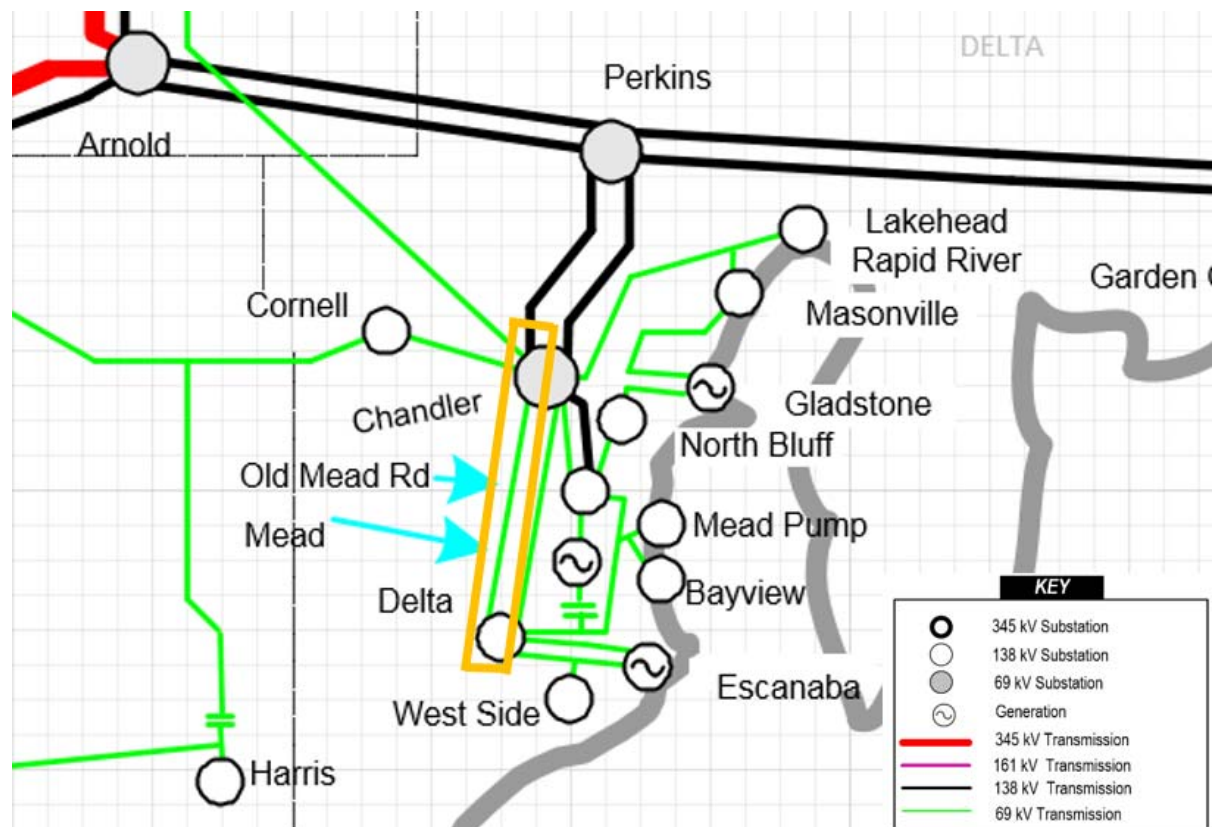 DELTA
Perkins
Arnold
Lakehead
Rapid River
Garden
Cornell
Masonville
Chandler
Gladstone
North Bluff
Old Mead Rd
Mead
Mead Pump
Delta
Bayview
Escanaba
West Side
Harris
KEY
345 kV Substation
138 kV Substation
69 kV Substation
Generation
345 kV Transmission
161 kV Transmission
138 kV Transmission
69 kV Transmission